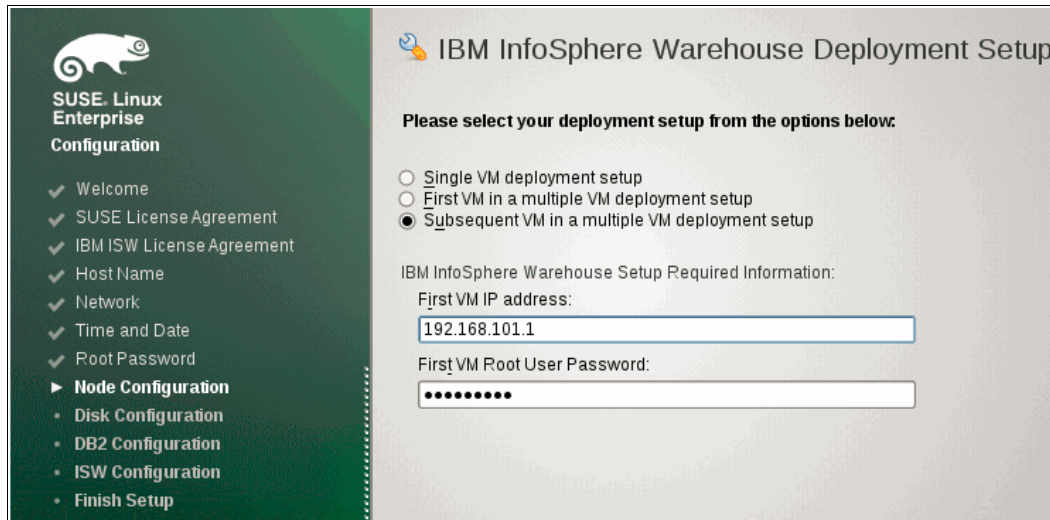 SUSE. Linux
Enterprise
Configuration
Welcome
SUSE License Agreement
IBM ISW License Agreement
Host Name
Network
Time and Date
Root Password
Node Configuration
Disk Configuration
DB2 Configuration
ISW Configuration
Finish Setup
IBM InfoSphere Warehouse Deployment Setup
Please select your deployment setup from the options below:
Single VM deployment setup
First VM in a multiple VM deployment setup
Subsequent VM in a multiple VM deployment setup
IBM InfoSphere Warehouse Setup Required Information:
First VM IP address:
192.168.101.1
First VM Root User Password:
●●●●●●●●●